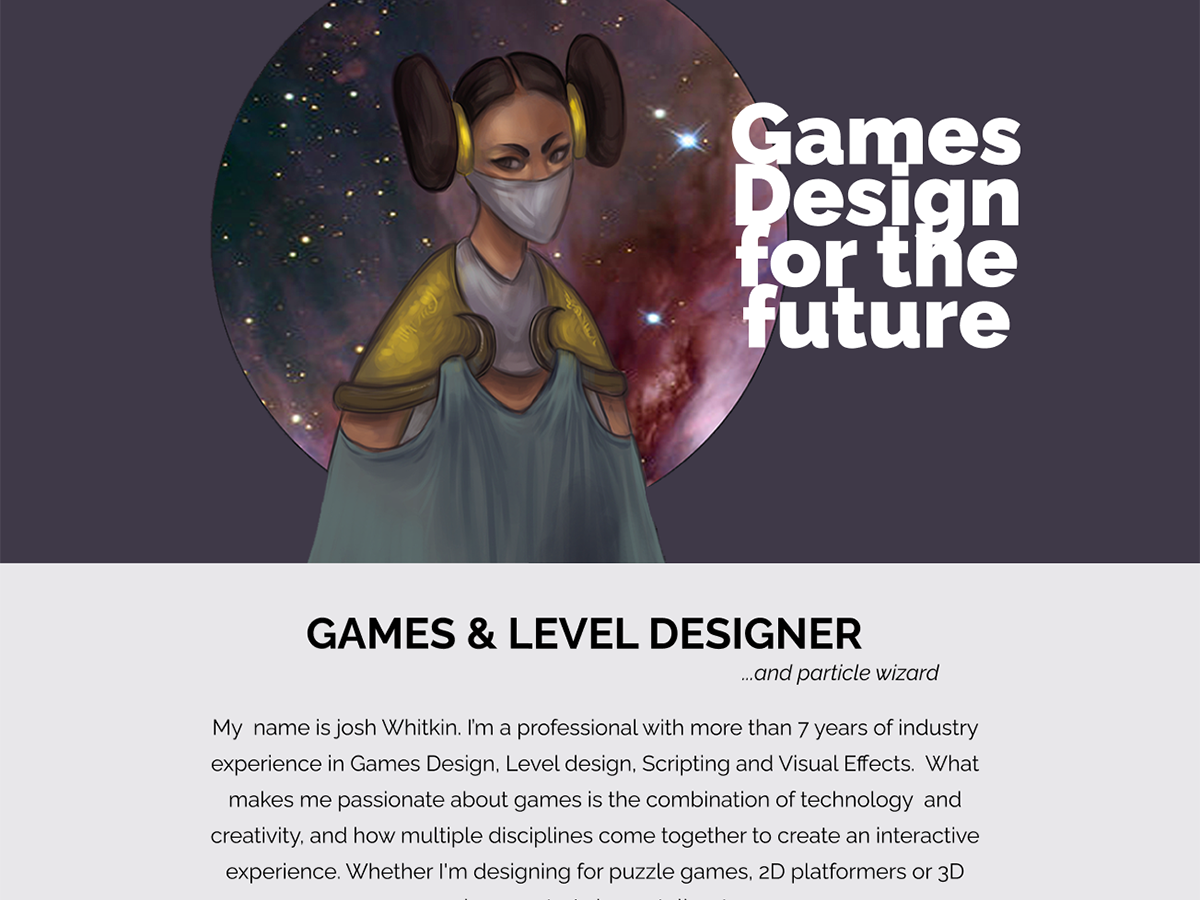 Games
Design
for the
future
GAMES & LEVEL DESIGNER
...and particle wizard
My  name is josh Whitkin. I’m a professional with more than 7 years of industry
experience in Games Design, Level design, Scripting and Visual Effects.  What
makes me passionate about games is the combination of technology  and
creativity, and how multiple disciplines come together to create an interactive
experience. Whether I'm designing for puzzle games, 2D platformers or 3D